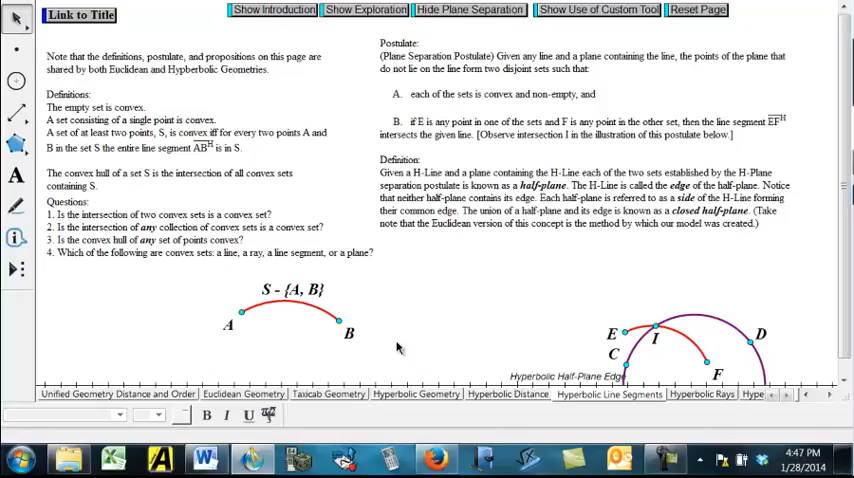 Link to Title
Show Introduction
Show Exploration
Hide Plane Separation
Show Use of Custom Tool
Reset Page
Note that the definitions, postulate, and propositions on this page are
shared by both Euclidean and Hypberbolic Geometries.
Definitions:
The empty set is convex.
A set consisting of a single point is convex.
A set of at least two points, S, is convex iff for every two points A and
B in the set S the entire line segment ABᴴ is in S.
The convex hull of a set S is the intersection of all convex sets
containing S.
Questions:
1. Is the intersection of two convex sets is a convex set?
2. Is the intersection of any collection of convex sets is a convex set?
3. Is the convex hull of any set of points convex?
4. Which of the following are convex sets: a line, a ray, a line segment, or a plane?
Postulate:
(Plane Separation Postulate) Given any line and a plane containing the line, the points of the plane that
do not lie on the line form two disjoint sets such that:
A. each of the sets is convex and non-empty, and
B. if E is any point in one of the sets and F is any point in the other set, then the line segment EFᴴ
intersects the given line. [Observe intersection I in the illustration of this postulate below.]
Definition:
Given a H-Line and a plane containing the H-Line each of the two sets established by the H-Plane
separation postulate is known as a half-plane. The H-Line is called the edge of the half-plane. Notice
that neither half-plane contains its edge. Each half-plane is referred to as a side of the H-Line forming
their common edge. The union of a half-plane and its edge is known as a closed half-plane. (Take
note that the Euclidean version of this concept is the method by which our model was created.)
S - {A, B}
A
B
E
I
D
C
F
Hyperbolic Half-Plane Edge
Unified Geometry Distance and Order
Euclidean Geometry
Taxicab Geometry
Hyperbolic Geometry
Hyperbolic Distance
Hyperbolic Line Segments
Hyperbolic Rays
Hype
B I U
4:47 PM
1/28/2014